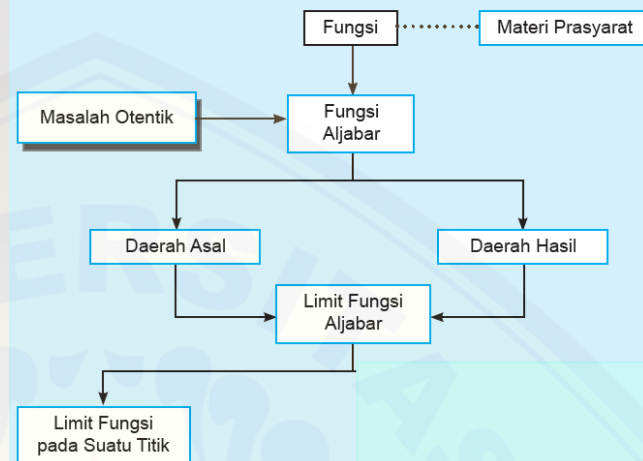 Fungsi
Materi Prasyarat
Masalah Otentik
Fungsi
Aljabar
Daerah Asal
Daerah Hasil
Limit Fungsi
Aljabar
Limit Fungsi
pada Suatu Titik